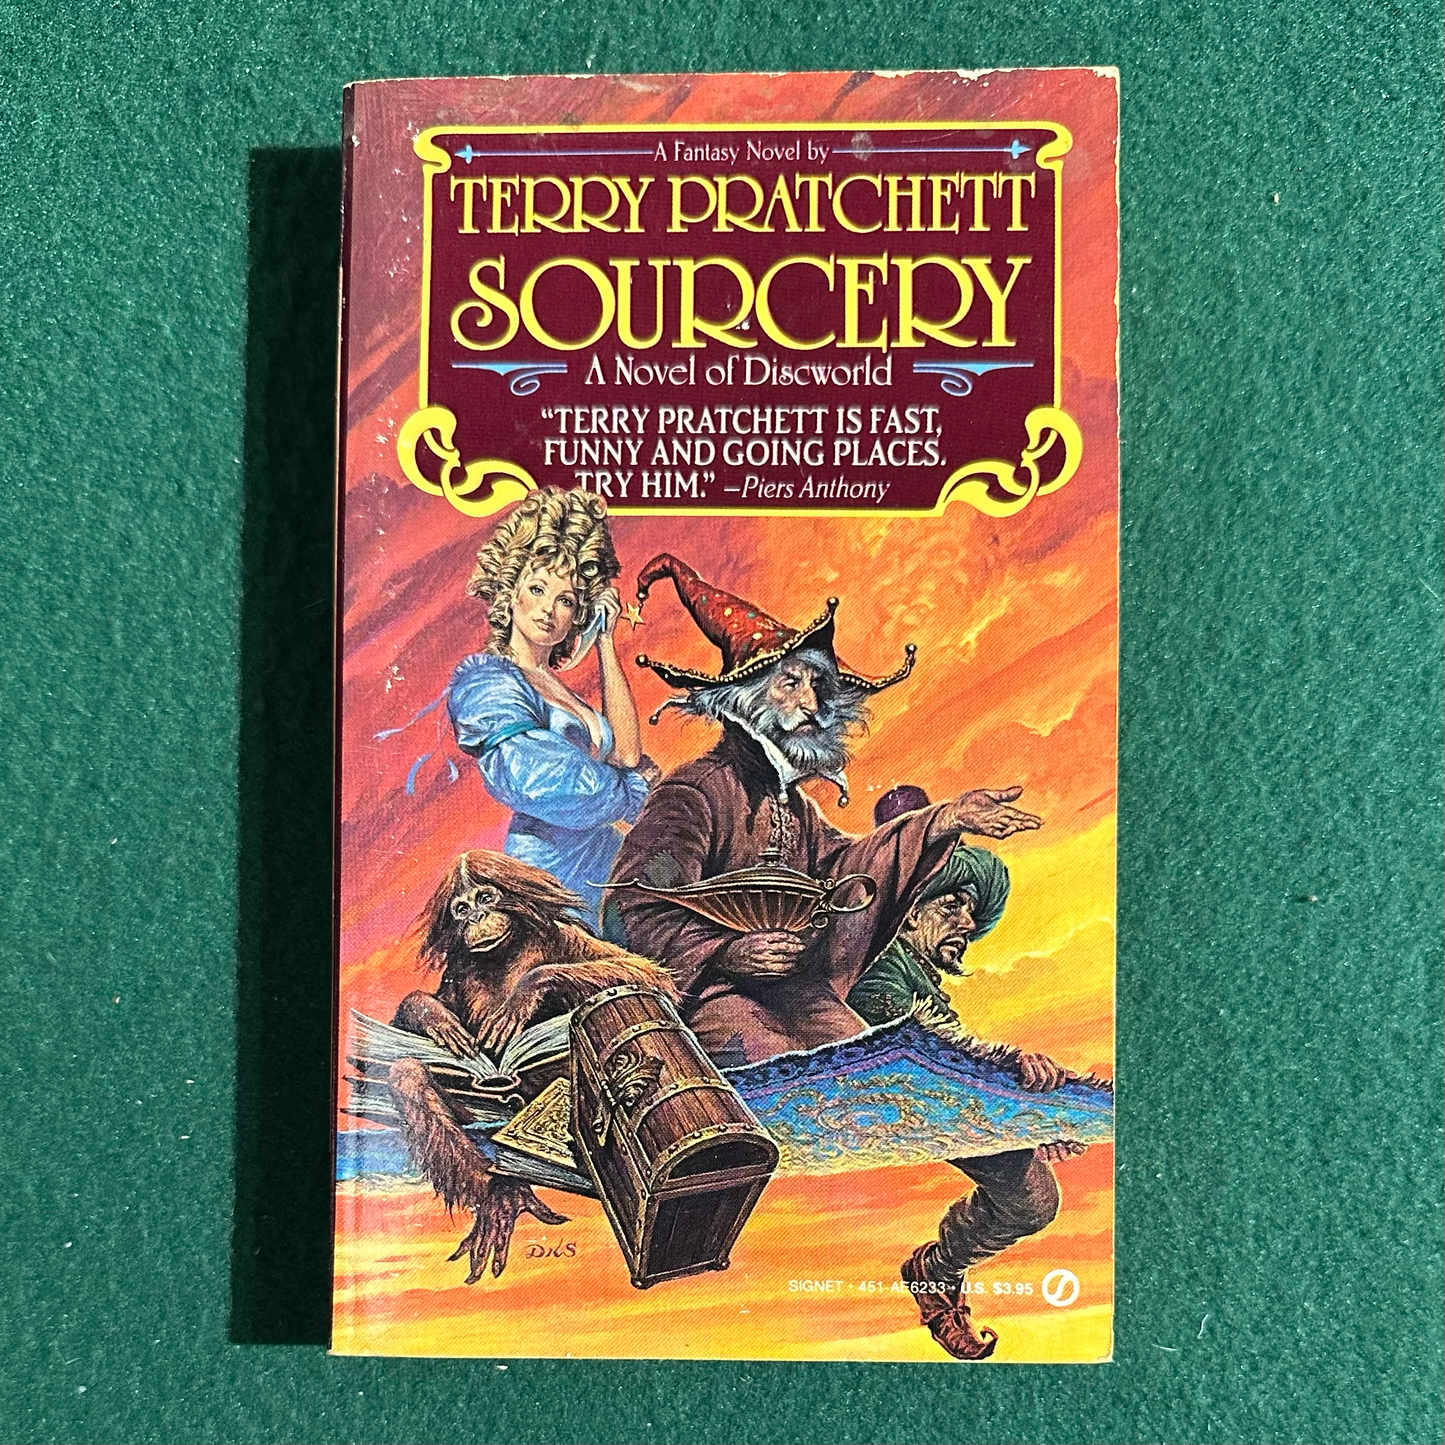 A Fantasy Novel by
TERRY PRATCHETT
SOURCERY
A Novel of Discworld
“TERRY PRATCHETT IS FAST,
FUNNY AND GOING PLACES.
TRY HIM.” –Piers Anthony
DKS
SIGNET • 451-AE6233 • U.S. $3.95